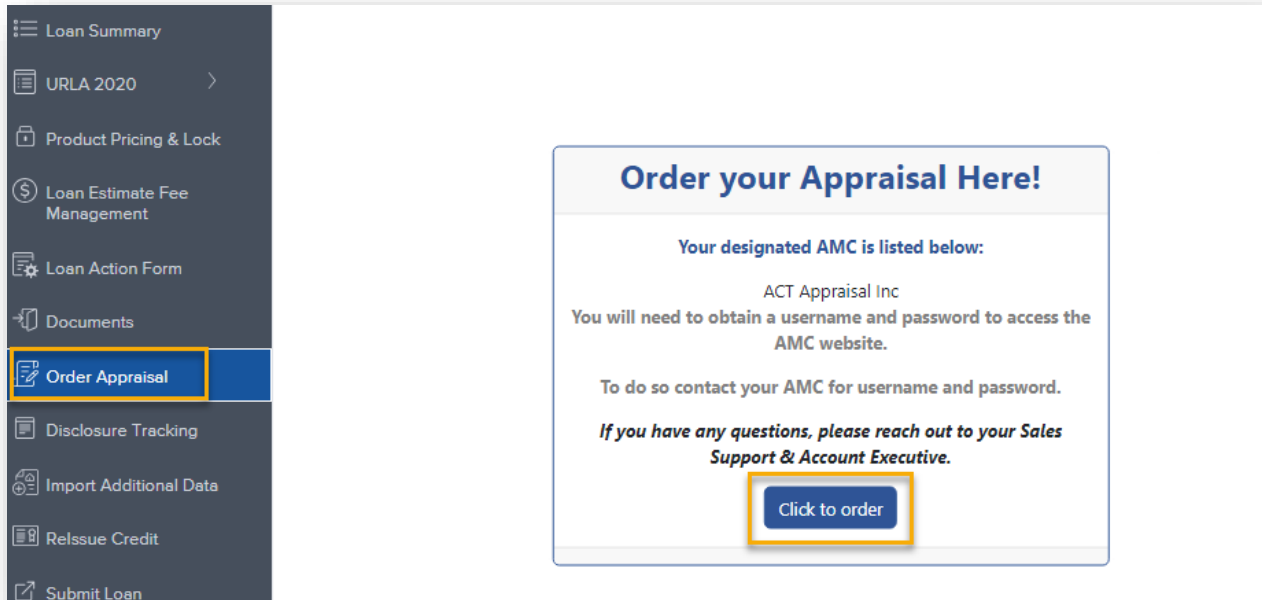 Loan Summary
URLA 2020
Product Pricing & Lock
Loan Estimate Fee
Management
Loan Action Form
Documents
Order Appraisal
Disclosure Tracking
Import Additional Data
ReIssue Credit
Submit Loan
Order your Appraisal Here!
Your designated AMC is listed below:
ACT Appraisal Inc
You will need to obtain a username and password to access the
AMC website.
To do so contact your AMC for username and password.
If you have any questions, please reach out to your Sales
Support & Account Executive.
Click to order